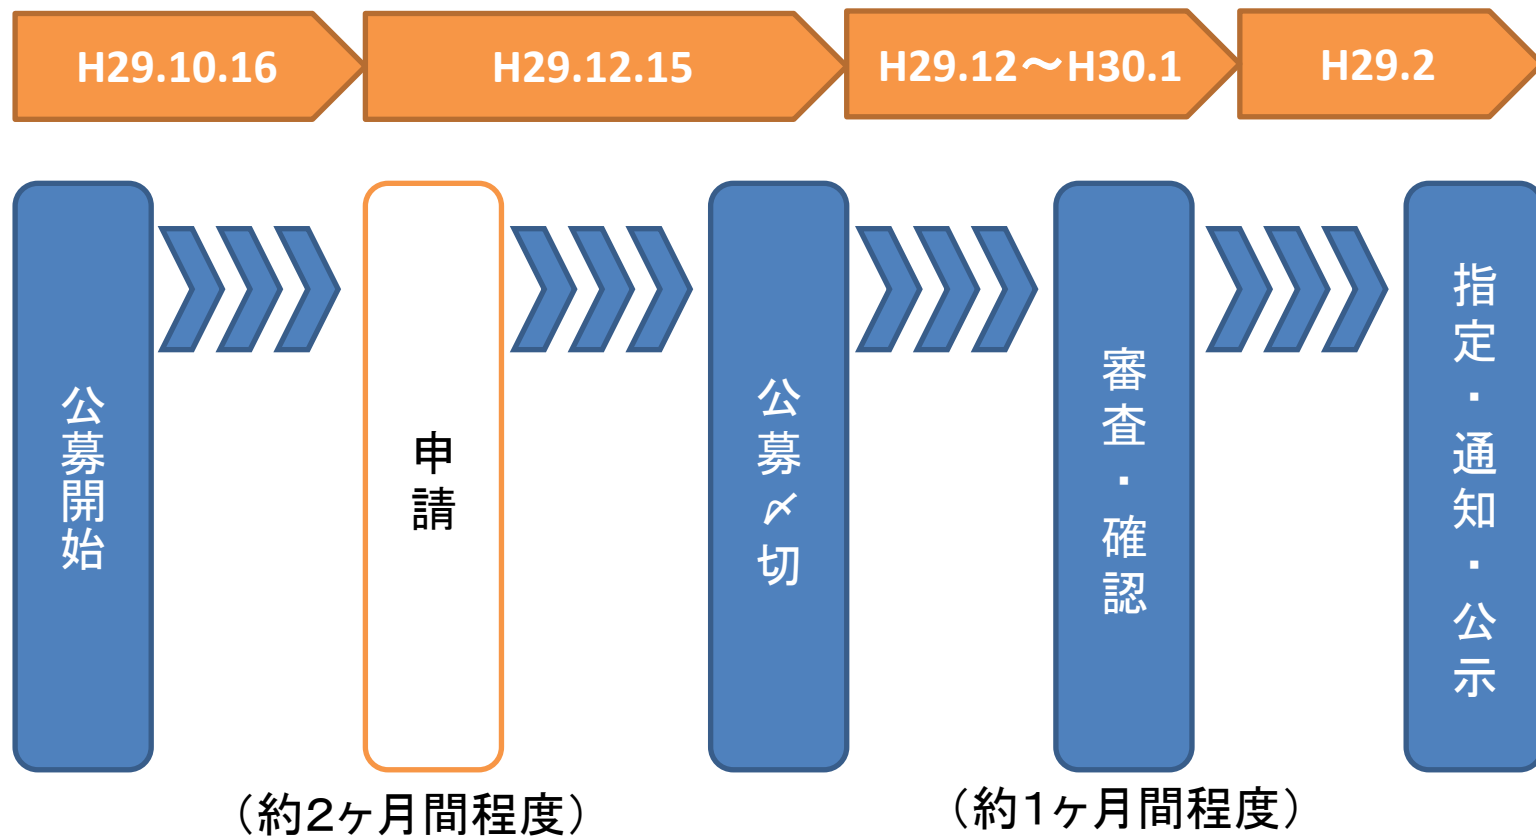 H29.10.16
H29.12.15
H29.12～H30.1
H29.2
公募開始
申請
公募〆切
審査・確認
指定・通知・公示
（約2ヶ月間程度）
（約1ヶ月間程度）